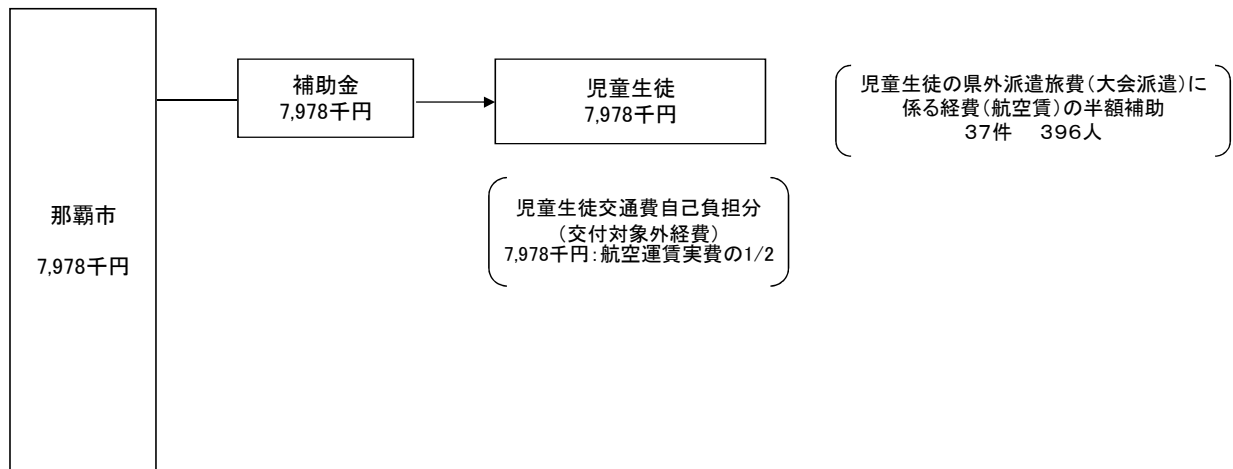 那覇市
7,978千円
補助金
7,978千円
児童生徒
7,978千円
児童生徒の県外派遣旅費(大会派遣)に
係る経費(航空賃)の半額補助
37件　396人
児童生徒交通費自己負担分
(交付対象外経費)
7,978千円:航空運賃実費の1/2